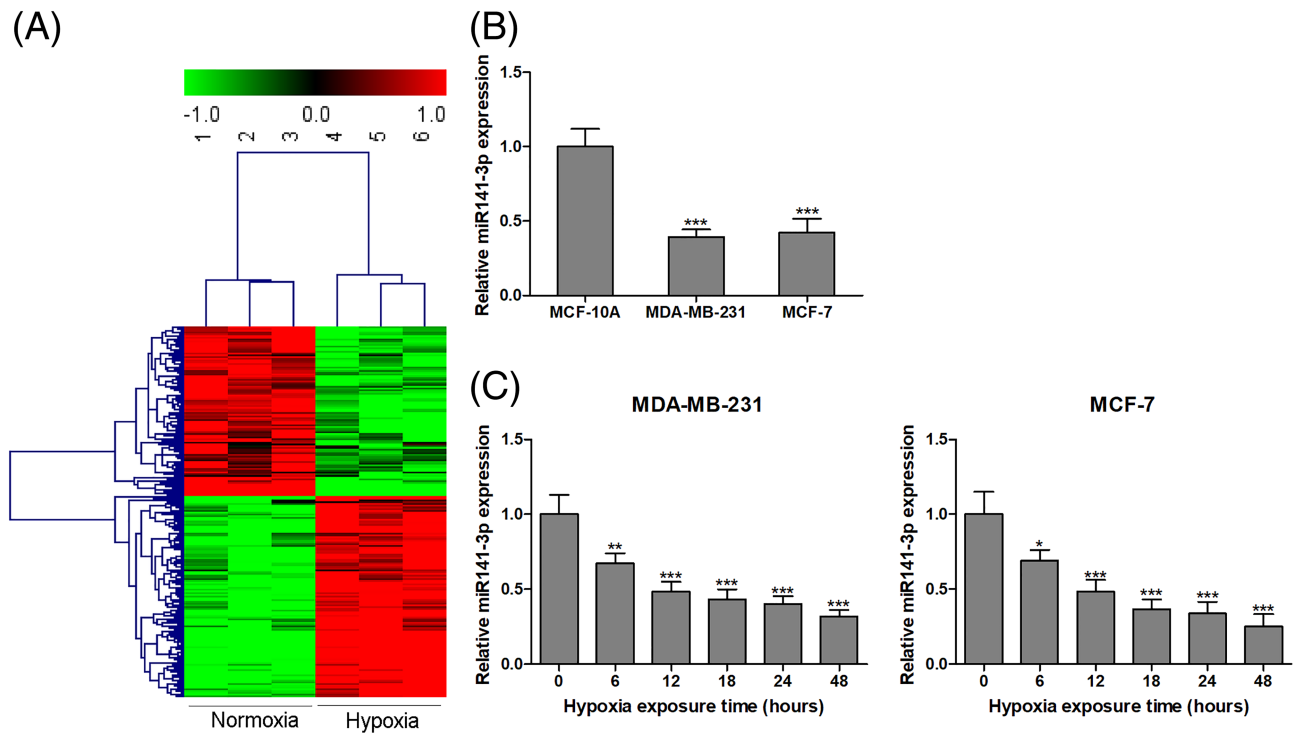 (A)
-1.0 0.0 1.0
1 2 3 4 5 6
Normoxia Hypoxia
(B)
Relative miR141-3p expression
1.5
1.0
0.5
0.0
***
***
MCF-10A MDA-MB-231 MCF-7
(C)
MDA-MB-231
Relative miR141-3p expression
1.5
1.0
0.5
0.0
**
***
***
***
***
0 6 12 18 24 48
Hypoxia exposure time (hours)
MCF-7
Relative miR141-3p expression
1.5
1.0
0.5
0.0
*
***
***
***
***
0 6 12 18 24 48
Hypoxia exposure time (hours)